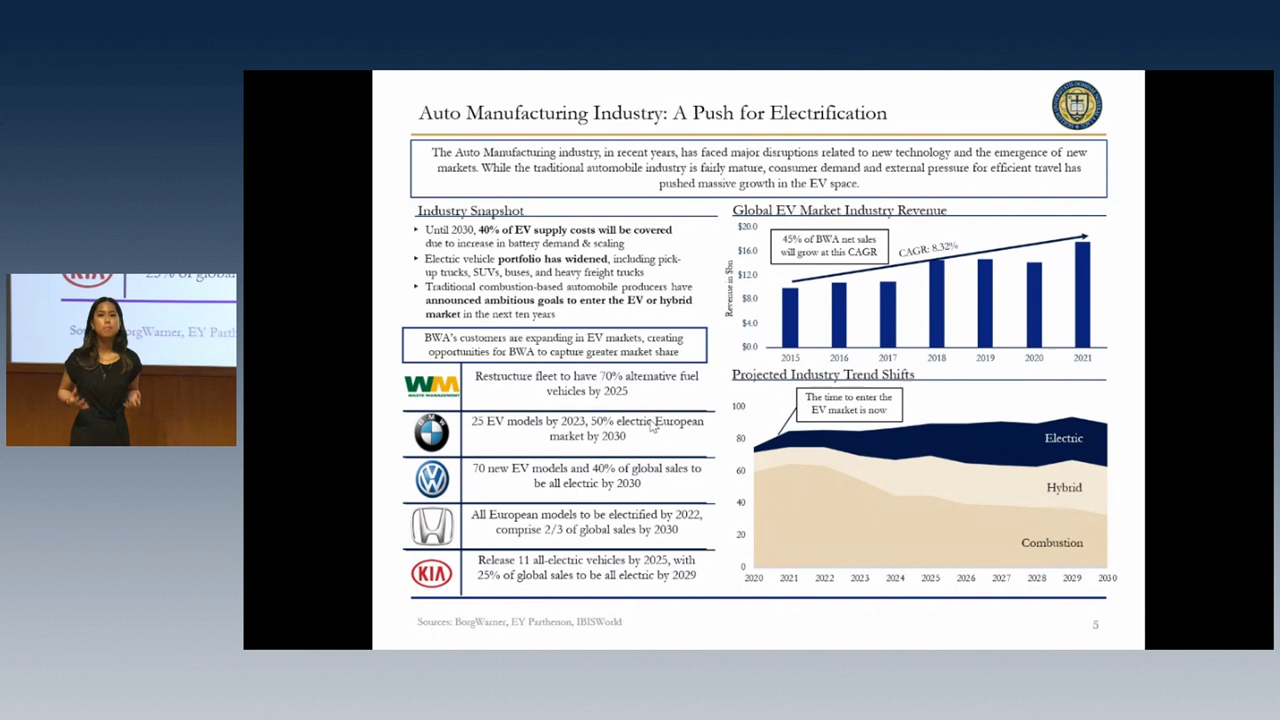 Auto Manufacturing Industry: A Push for Electrification
The Auto Manufacturing industry, in recent years, has faced major disruptions related to new technology and the emergence of new
markets. While the traditional automobile industry is fairly mature, consumer demand and external pressure for efficient travel has
pushed massive growth in the EV space.
Industry Snapshot
Until 2030, 40% of EV supply costs will be covered
due to increase in battery demand & scaling
Electric vehicle portfolio has widened, including pick-
up trucks, SUVs, buses, and heavy freight trucks
Traditional combustion-based automobile producers have
announced ambitious goals to enter the EV or hybrid
market in the next ten years
BWA's customers are expanding in EV markets, creating
opportunities for BWA to capture greater market share
WM
WASTE MANAGEMENT
Restructure fleet to have 70% alternative fuel
vehicles by 2025
BMW
25 EV models by 2023, 50% electric European
market by 2030
70 new EV models and 40% of global sales to
be all electric by 2030
All European models to be electrified by 2022,
comprise 2/3 of global sales by 2030
KIA
Release 11 all-electric vehicles by 2025, with
25% of global sales to be all electric by 2029
Global EV Market Industry Revenue
$20.0
$16.0
$12.0
$8.0
$4.0
$0.0
Revenue in $bn
45% of BWA net sales
will grow at this CAGR
CAGR: 8.32%
2015 2016 2017 2018 2019 2020 2021
Projected Industry Trend Shifts
The time to enter the
EV market is now
100
80
60
40
20
0
Electric
Hybrid
Combustion
2020 2021 2022 2023 2024 2025 2026 2027 2028 2029 2030
Sources: BorgWarner, EY Parthenon, IBISWorld
5
KIA
25% of global
BorgWarner, EY Parth